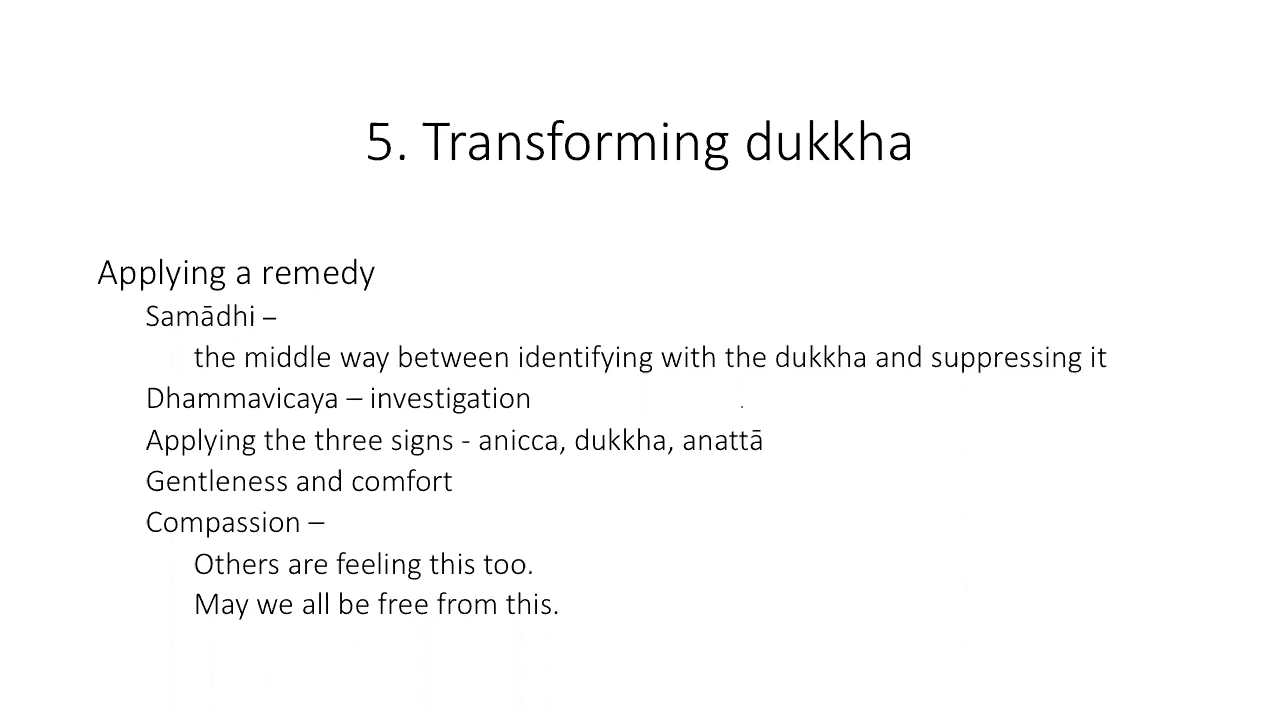 5. Transforming dukkha
Applying a remedy
Samādhi –
the middle way between identifying with the dukkha and suppressing it
Dhammavicaya – investigation
Applying the three signs - anicca, dukkha, anattā
Gentleness and comfort
Compassion –
Others are feeling this too.
May we all be free from this.